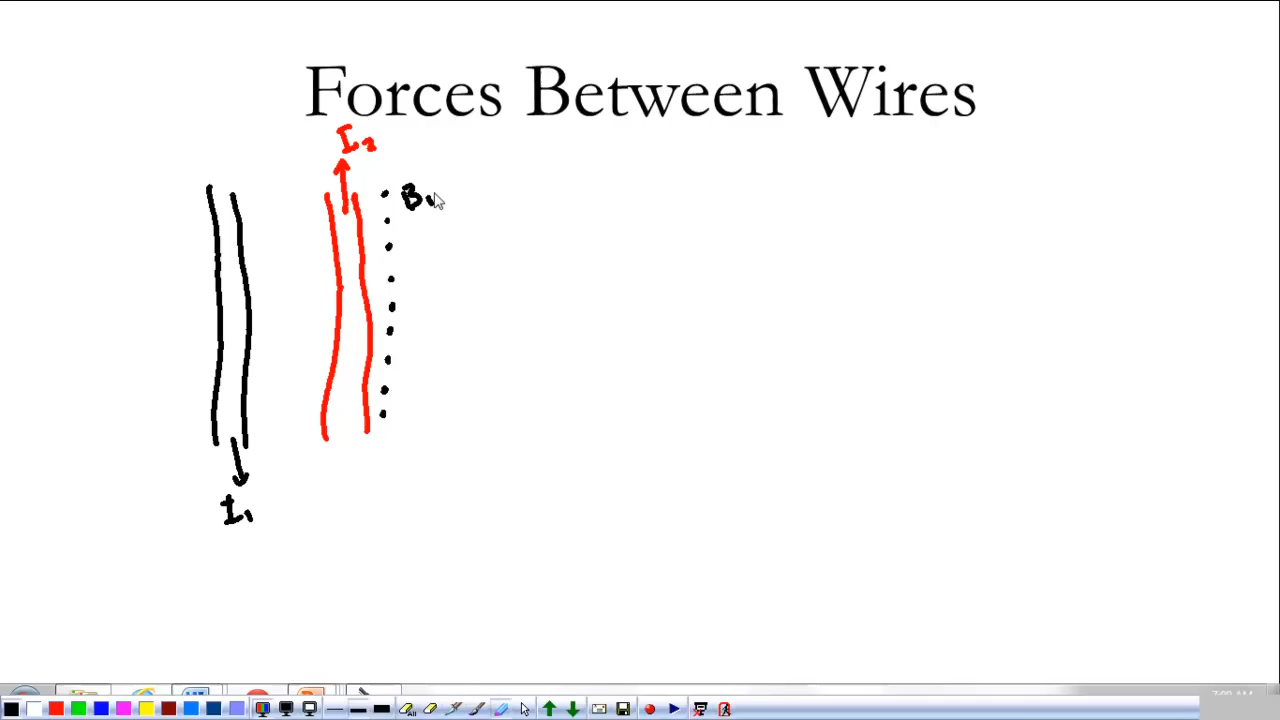 Forces Between Wires
I₂
B₁
I₁